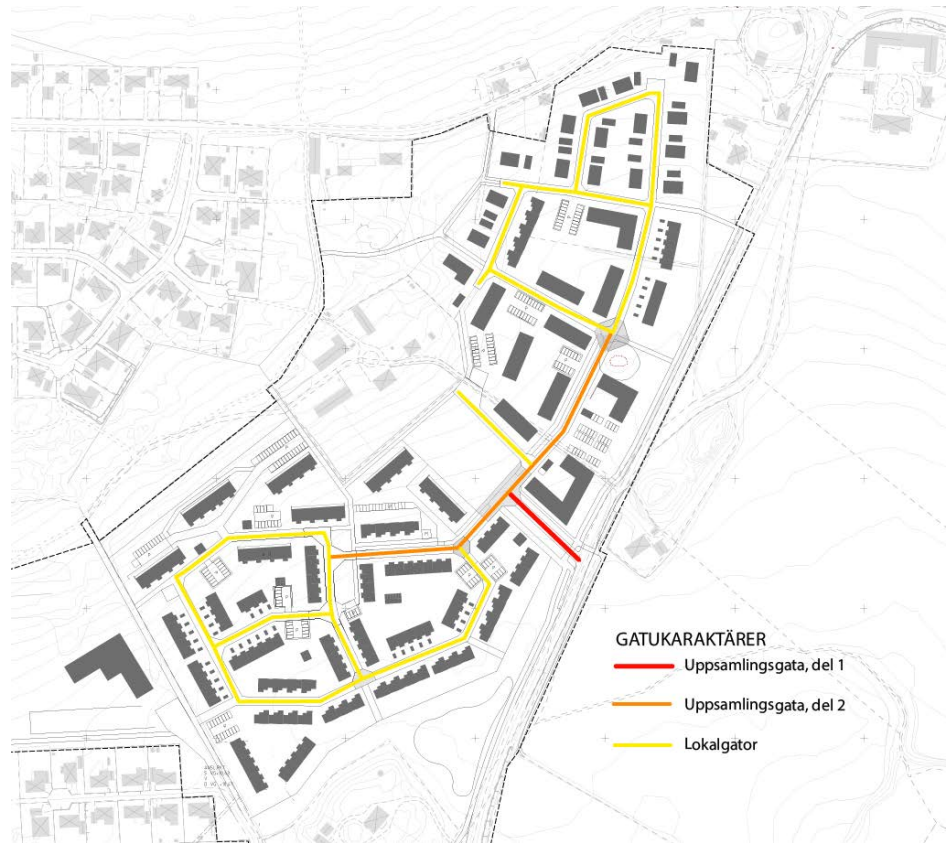 GATUKARAKTÄRER
Uppsamlingsgata, del 1
Uppsamlingsgata, del 2
Lokalgator